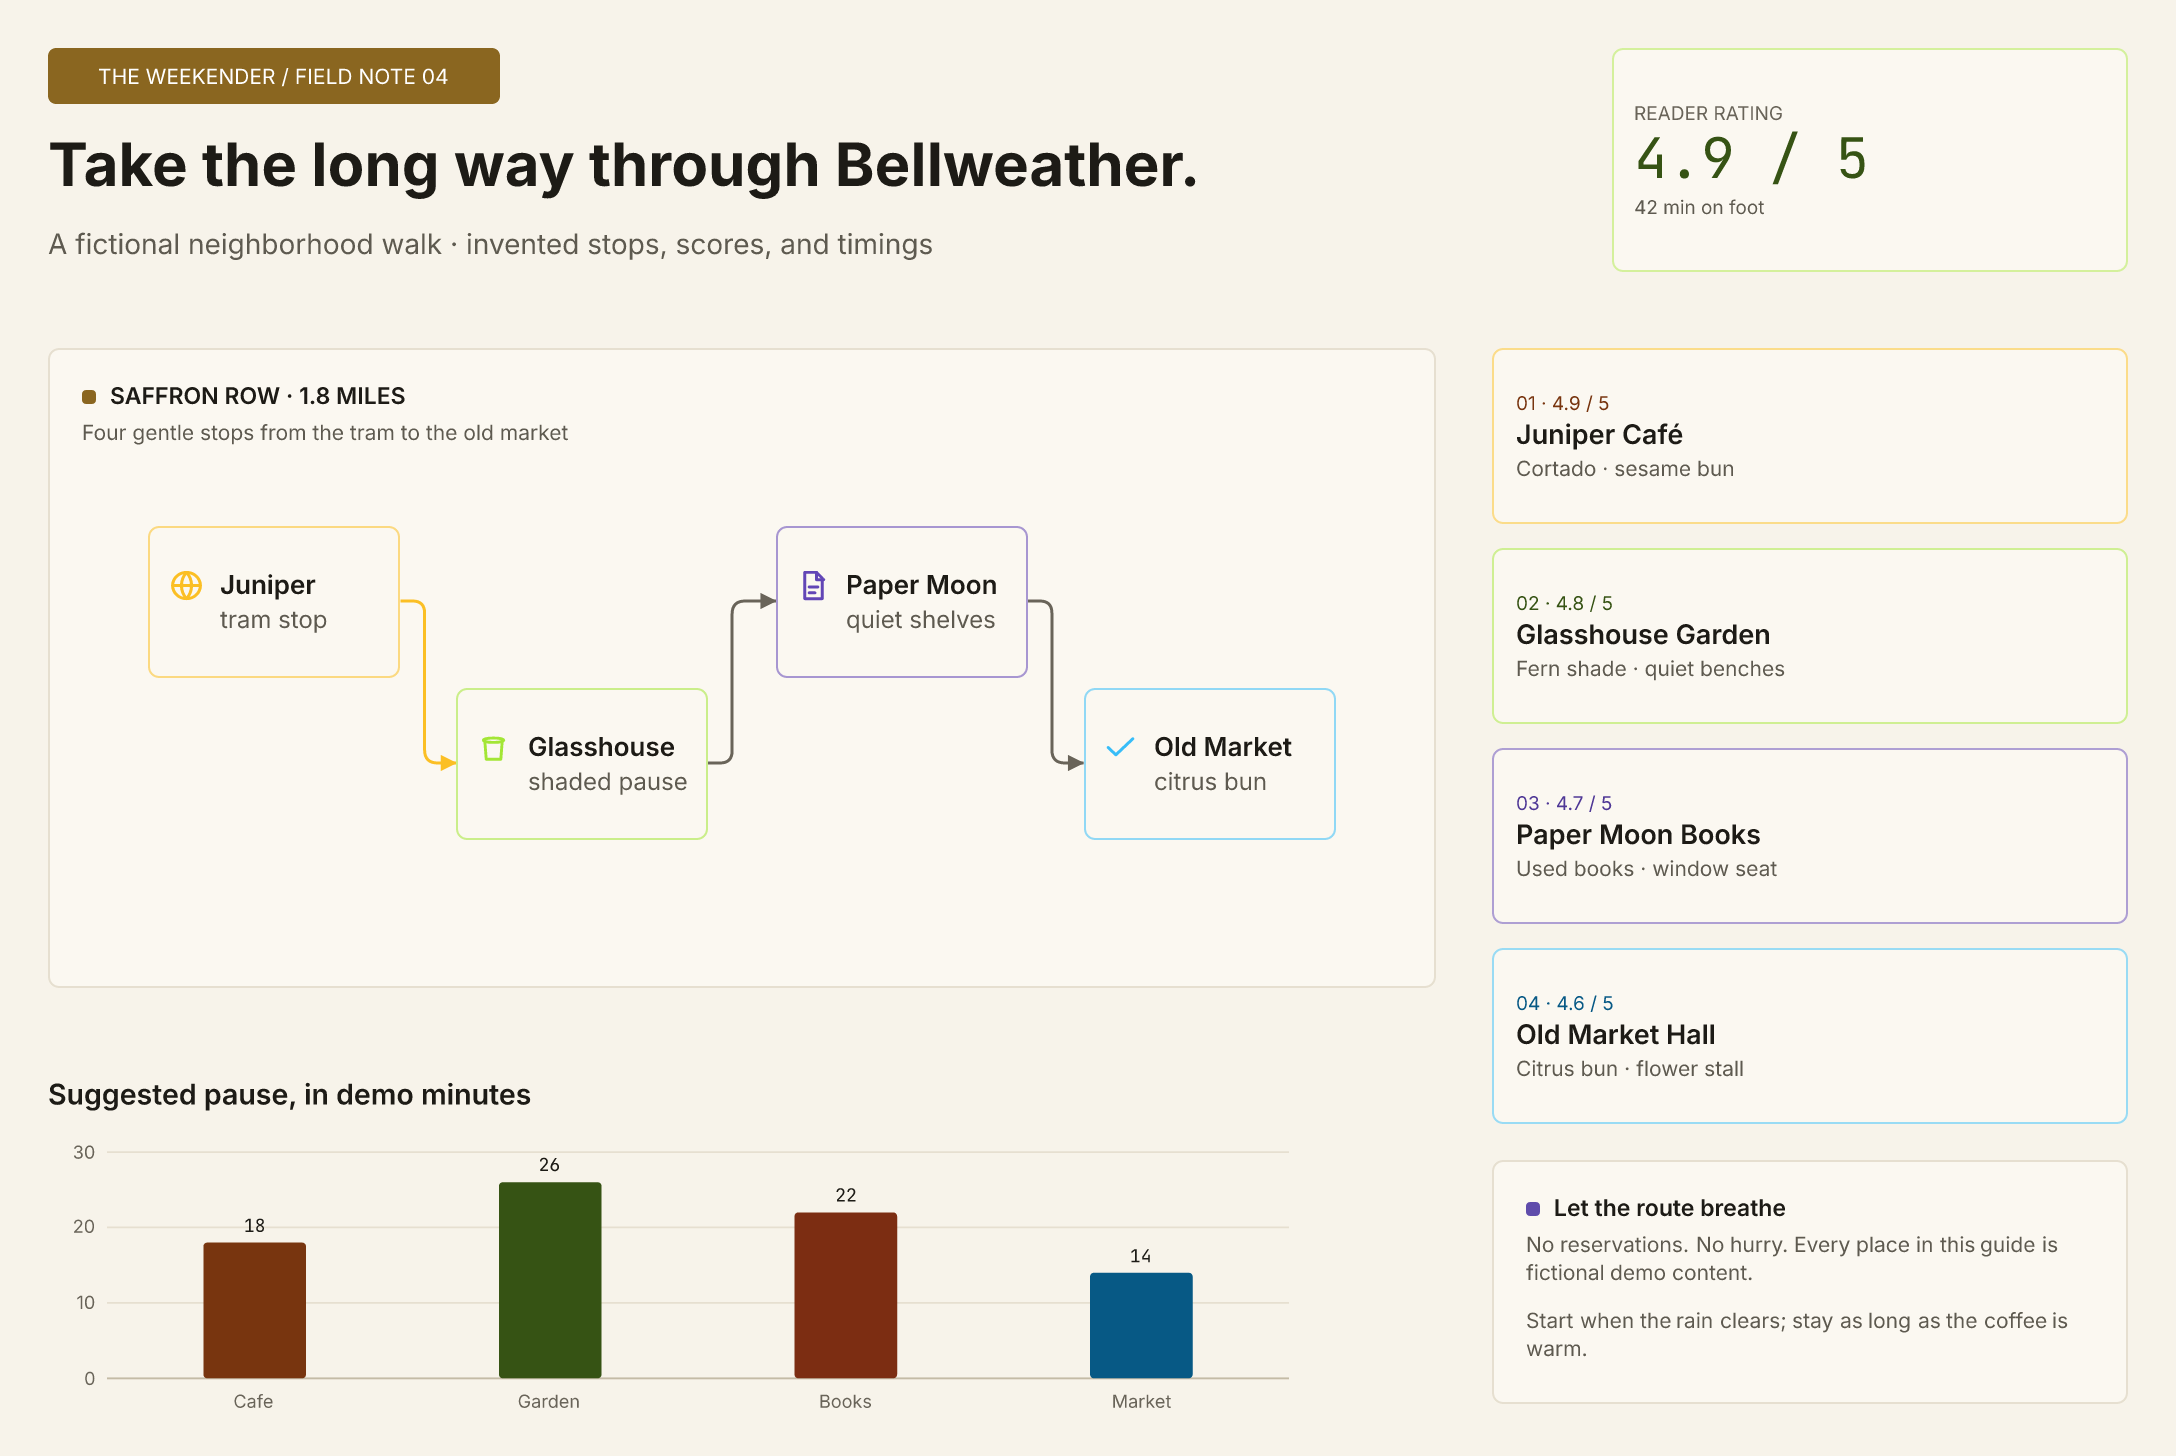 THE WEEKENDER / FIELD NOTE 04
Take the long way through Bellweather.
A fictional neighborhood walk · invented stops, scores, and timings
READER RATING
4.9 / 5
42 min on foot
SAFFRON ROW · 1.8 MILES
Four gentle stops from the tram to the old market
Juniper
tram stop
Glasshouse
shaded pause
Paper Moon
quiet shelves
Old Market
citrus bun
01 · 4.9 / 5
Juniper Café
Cortado · sesame bun
02 · 4.8 / 5
Glasshouse Garden
Fern shade · quiet benches
03 · 4.7 / 5
Paper Moon Books
Used books · window seat
04 · 4.6 / 5
Old Market Hall
Citrus bun · flower stall
Suggested pause, in demo minutes
30
20
10
0
18
26
22
14
Cafe
Garden
Books
Market
Let the route breathe
No reservations. No hurry. Every place in this guide is
fictional demo content.
Start when the rain clears; stay as long as the coffee is
warm.